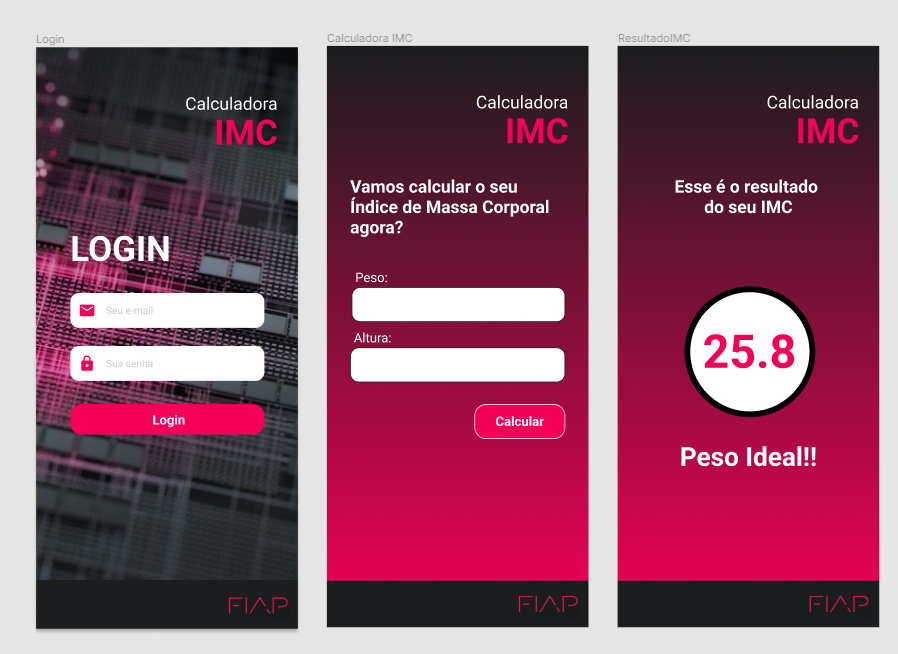 Login
Calculadora
IMC
LOGIN
Seu e-mail
Sua senha
Login
FIAP
Calculadora IMC
Calculadora
IMC
Vamos calcular o seu
Índice de Massa Corporal
agora?
Peso:
Altura:
Calcular
FIAP
ResultadoIMC
Calculadora
IMC
Esse é o resultado
do seu IMC
25.8
Peso Ideal!!
FIAP